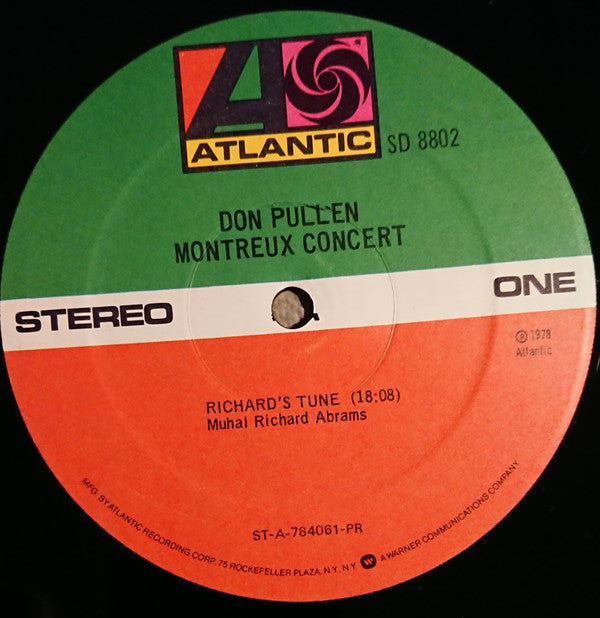 ATLANTIC
SD 8802
DON PULLEN
MONTREUX CONCERT
STEREO
ONE
℗ 1978
Atlantic
RICHARD'S TUNE (18:08)
Muhal Richard Abrams
ST-A-784061-PR
MFG. BY ATLANTIC RECORDING CORP. 75 ROCKEFELLER PLAZA, N.Y. N.Y. W A WARNER COMMUNICATIONS COMPANY